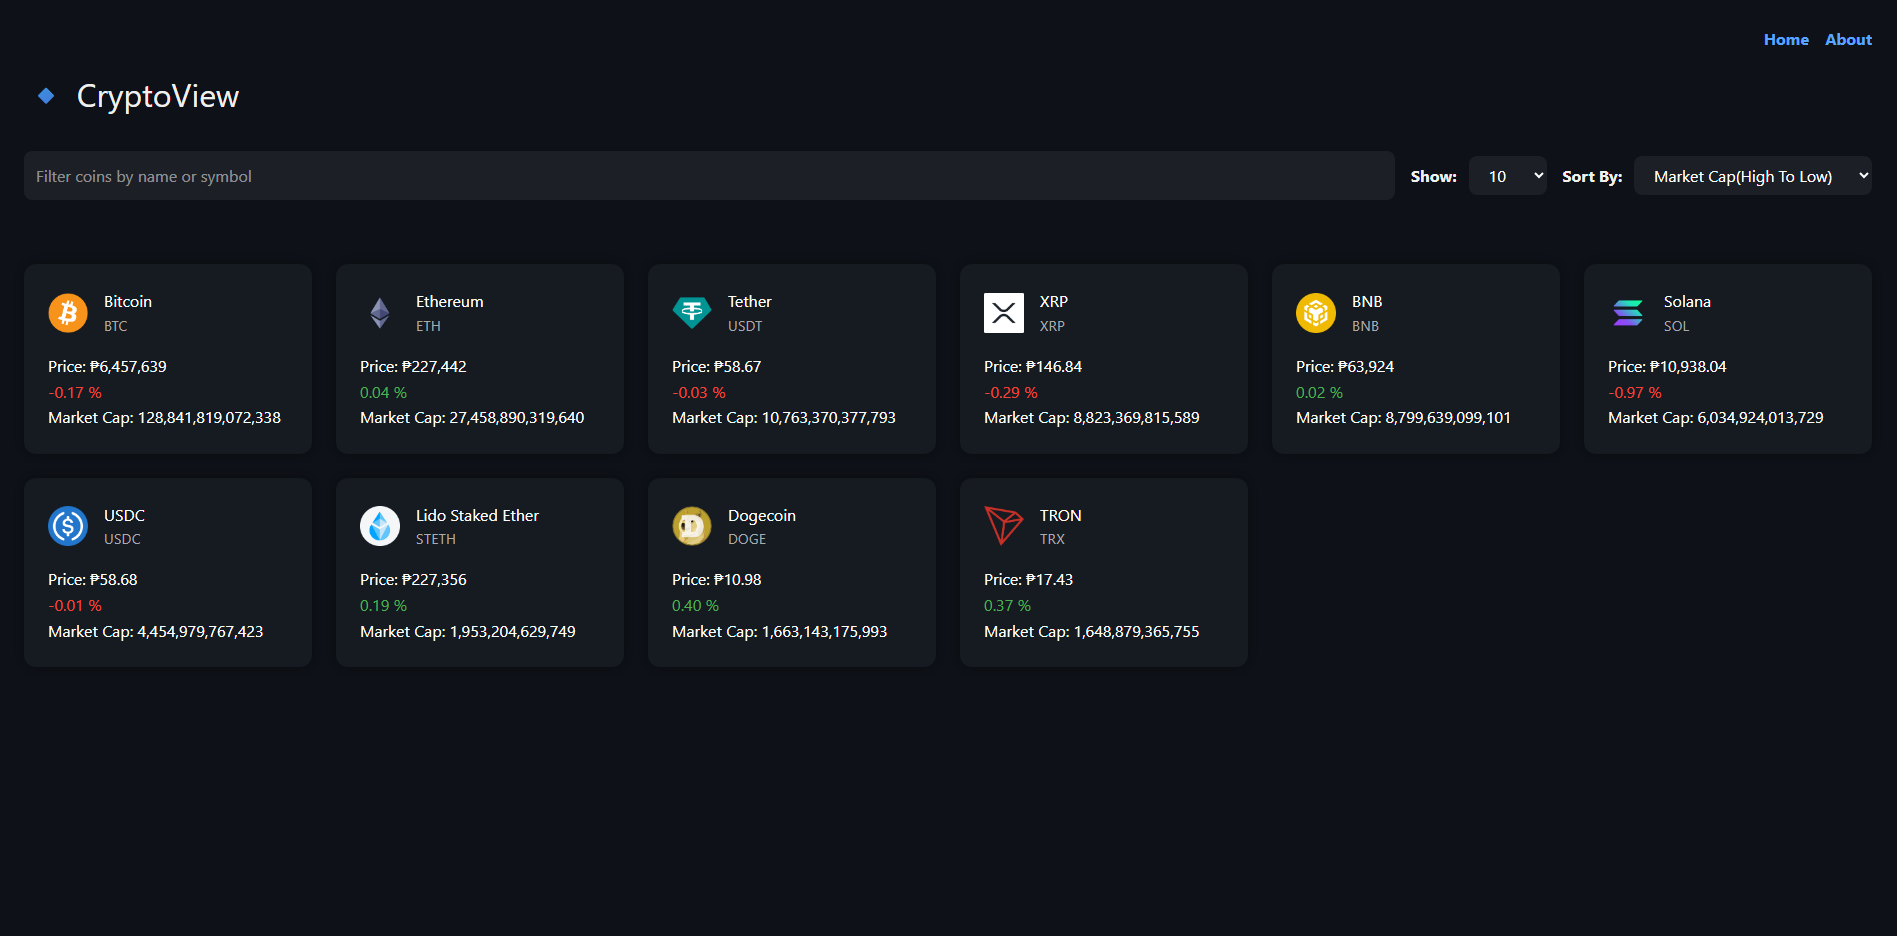 Home About
CryptoView
Filter coins by name or symbol
Show: 10 Sort By: Market Cap(High To Low)
Bitcoin
BTC
Price: ₱6,457,639
-0.17 %
Market Cap: 128,841,819,072,338
Ethereum
ETH
Price: ₱227,442
0.04 %
Market Cap: 27,458,890,319,640
Tether
USDT
Price: ₱58.67
-0.03 %
Market Cap: 10,763,370,377,793
XRP
XRP
Price: ₱146.84
-0.29 %
Market Cap: 8,823,369,815,589
BNB
BNB
Price: ₱63,924
0.02 %
Market Cap: 8,799,639,099,101
Solana
SOL
Price: ₱10,938.04
-0.97 %
Market Cap: 6,034,924,013,729
USDC
USDC
Price: ₱58.68
-0.01 %
Market Cap: 4,454,979,767,423
Lido Staked Ether
STETH
Price: ₱227,356
0.19 %
Market Cap: 1,953,204,629,749
Dogecoin
DOGE
Price: ₱10.98
0.40 %
Market Cap: 1,663,143,175,993
TRON
TRX
Price: ₱17.43
0.37 %
Market Cap: 1,648,879,365,755